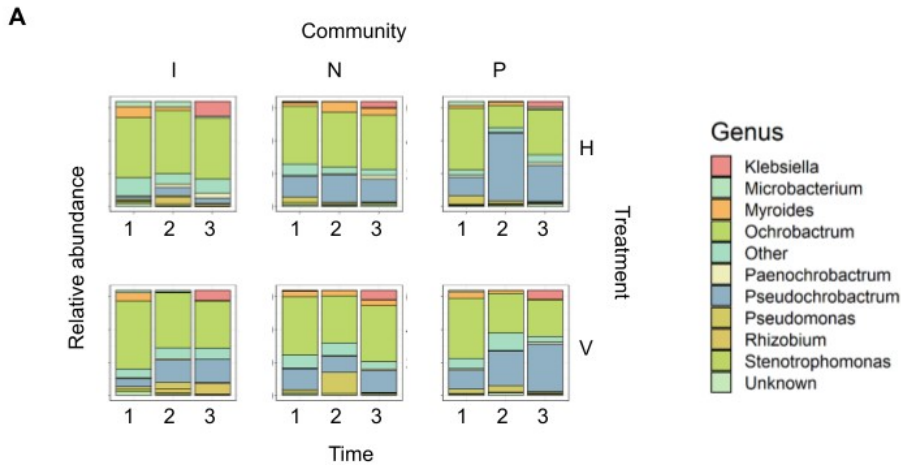 A
Community
I N P
H
1 2 3 1 2 3 1 2 3
V
1 2 3 1 2 3 1 2 3
Time
Relative abundance
Treatment
Genus
Klebsiella
Microbacterium
Myroides
Ochrobactrum
Other
Paenochrobactrum
Pseudochrobactrum
Pseudomonas
Rhizobium
Stenotrophomonas
Unknown